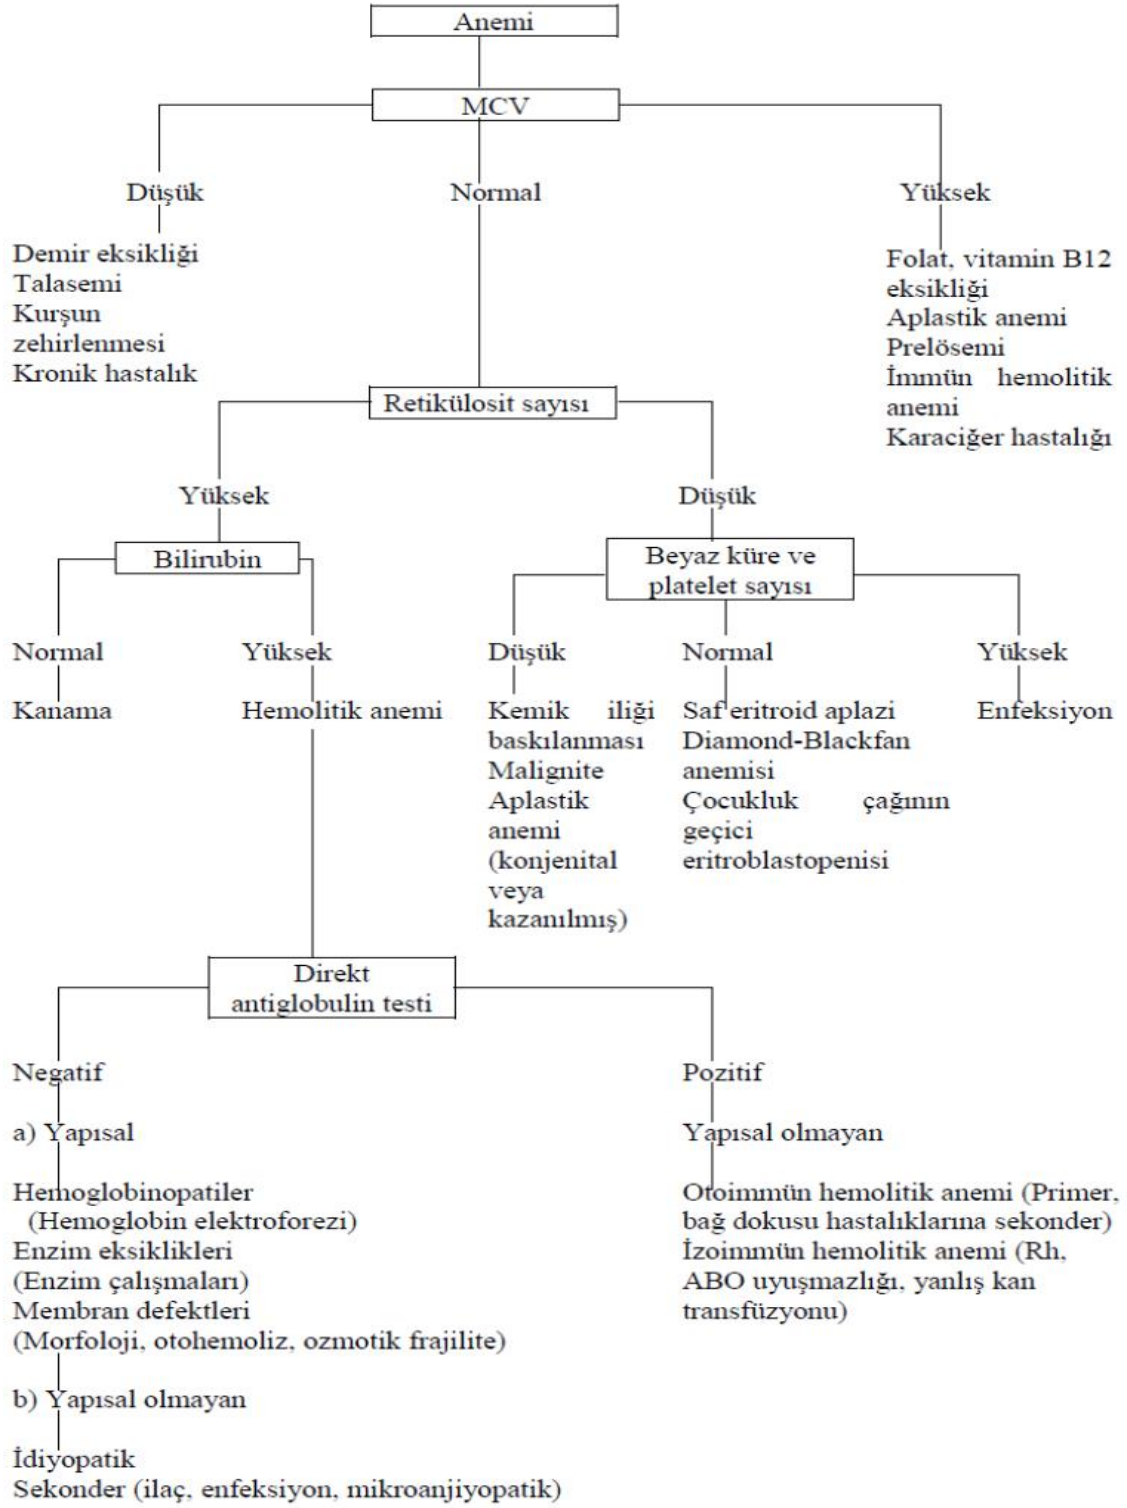 Anemi
MCV
Düşük
Normal
Yüksek
Demir eksikliği
Talasemi
Kurşun
zehirlenmesi
Kronik hastalık
Folat, vitamin B12
eksikliği
Aplastik anemi
Prelösemi
İmmün hemolitik
anemi
Karaciğer hastalığı
Retikülosit sayısı
Yüksek
Düşük
Bilirubin
Beyaz küre ve
platelet sayısı
Normal
Yüksek
Düşük
Normal
Yüksek
Kanama
Hemolitik anemi
Kemik iliği
baskılanması
Malignite
Aplastik
anemi
(konjenital
veya
kazanılmış)
Saf eritroid aplazi
Diamond-Blackfan
anemisi
Çocukluk çağının
geçici
eritroblastopenisi
Enfeksiyon
Direkt
antiglobulin testi
Negatif
Pozitif
a) Yapısal
Yapısal olmayan
Hemoglobinopatiler
(Hemoglobin elektroforezi)
Enzim eksiklikleri
(Enzim çalışmaları)
Membran defektleri
(Morfoloji, otohemoliz, ozmotik frajilite)
Otoimmün hemolitik anemi (Primer,
bağ dokusu hastalıklarına sekonder)
İzoimmün hemolitik anemi (Rh,
ABO uyuşmazlığı, yanlış kan
transfüzyonu)
b) Yapısal olmayan
İdiyopatik
Sekonder (ilaç, enfeksiyon, mikroanjiyopatik)